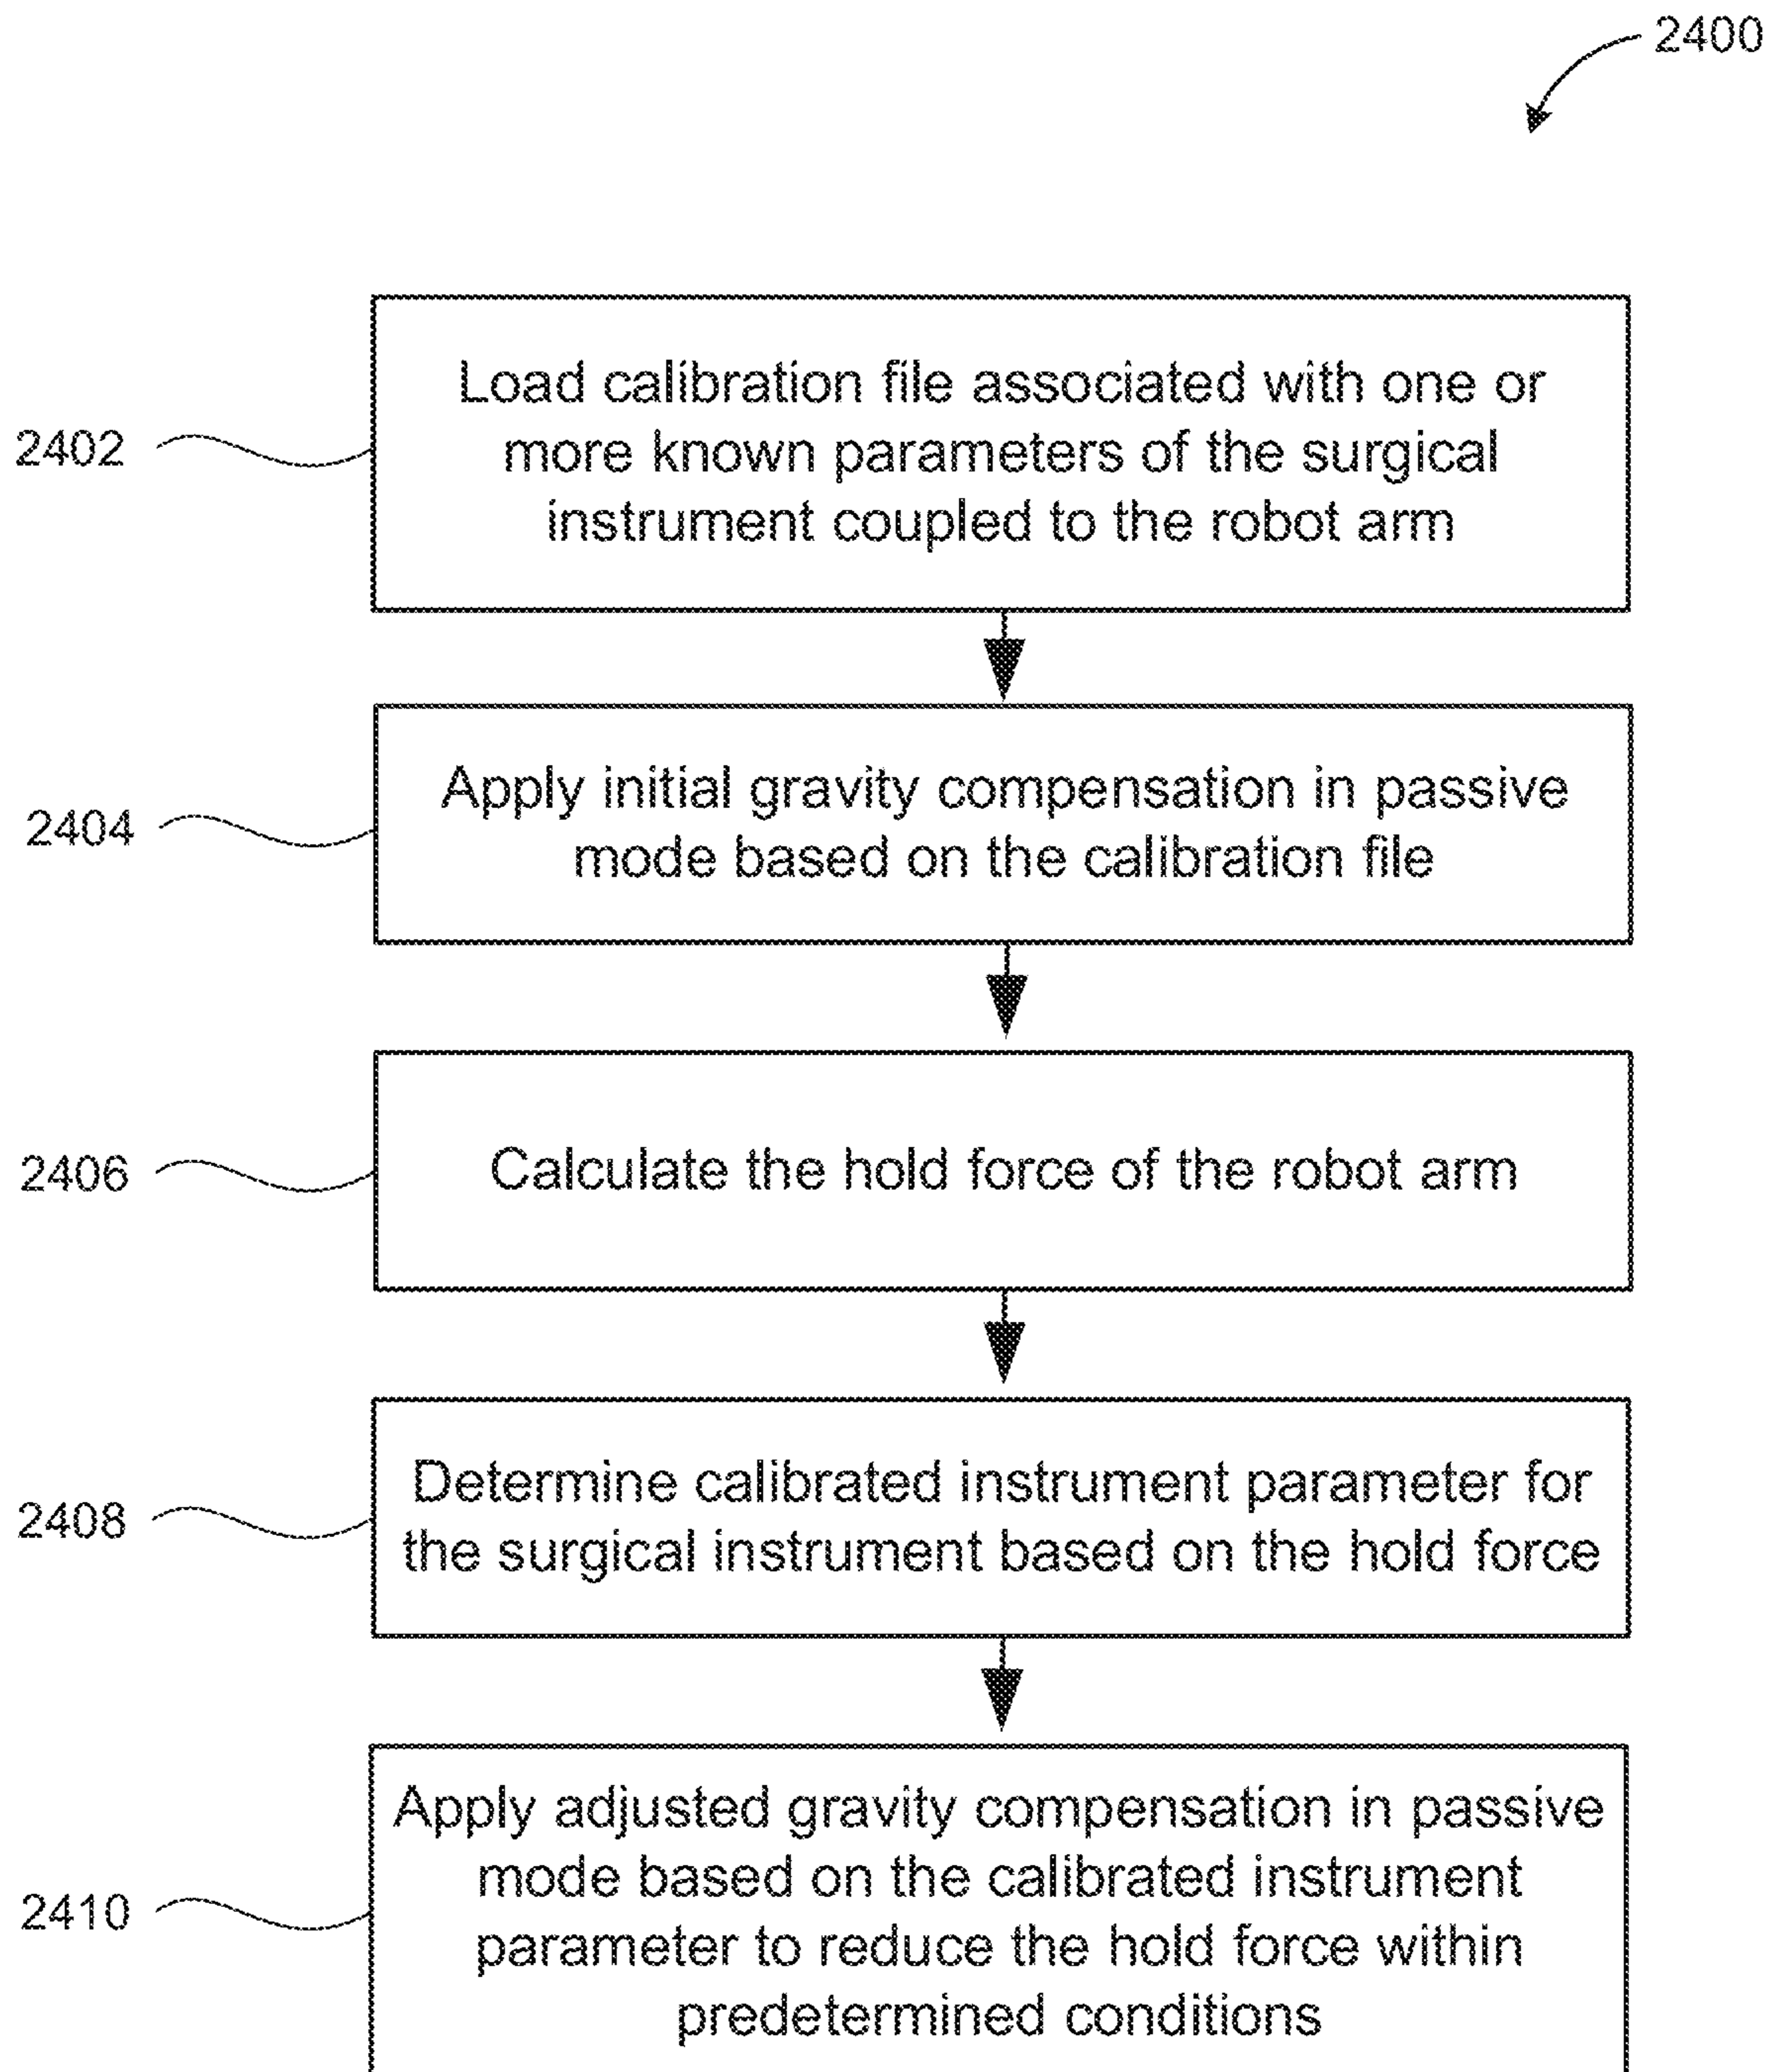 2400
2402
Load calibration file associated with one or
more known parameters of the surgical
instrument coupled to the robot arm
2404
Apply initial gravity compensation in passive
mode based on the calibration file
2406
Calculate the hold force of the robot arm
2408
Determine calibrated instrument parameter for
the surgical instrument based on the hold force
2410
Apply adjusted gravity compensation in passive
mode based on the calibrated instrument
parameter to reduce the hold force within
predetermined conditions